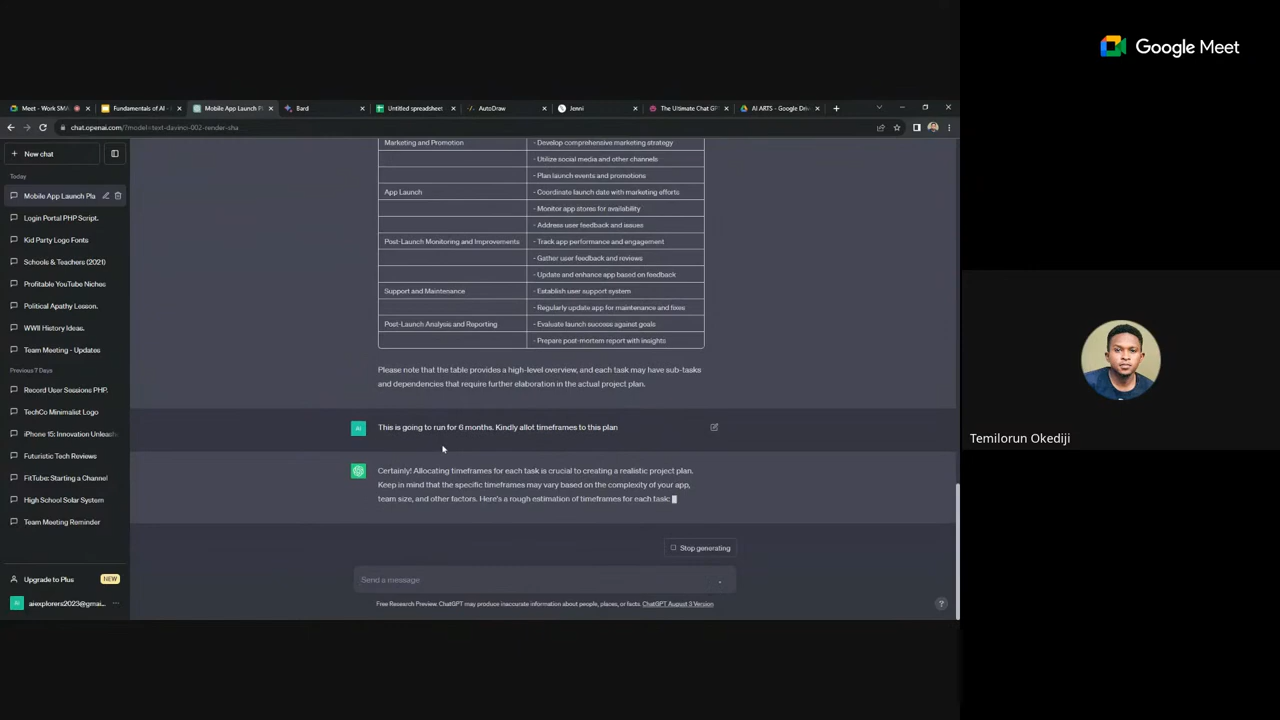 Google Meet
Meet - Work SMA
Fundamentals of AI -
Mobile App Launch Pl
Bard
Untitled spreadsheet
AutoDraw
Jenni
The Ultimate Chat GP
AI ARTS - Google Driv
chat.openai.com/?model=text-davinci-002-render-sha
New chat
Today
Mobile App Launch Pla
Login Portal PHP Script.
Kid Party Logo Fonts
Schools & Teachers (2021)
Profitable YouTube Niches
Political Apathy Lesson.
WWII History Ideas.
Team Meeting - Updates
Previous 7 Days
Record User Sessions PHP.
TechCo Minimalist Logo
iPhone 15: Innovation Unleash
Futuristic Tech Reviews
FitTube: Starting a Channel
High School Solar System
Team Meeting Reminder
Upgrade to Plus NEW
AI aiexplorers2023@gmai... ...
Marketing and Promotion - Develop comprehensive marketing strategy
- Utilize social media and other channels
- Plan launch events and promotions
App Launch - Coordinate launch date with marketing efforts
- Monitor app stores for availability
- Address user feedback and issues
Post-Launch Monitoring and Improvements - Track app performance and engagement
- Gather user feedback and reviews
- Update and enhance app based on feedback
Support and Maintenance - Establish user support system
- Regularly update app for maintenance and fixes
Post-Launch Analysis and Reporting - Evaluate launch success against goals
- Prepare post-mortem report with insights
Please note that the table provides a high-level overview, and each task may have sub-tasks
and dependencies that require further elaboration in the actual project plan.
AI This is going to run for 6 months. Kindly allot timeframes to this plan
Certainly! Allocating timeframes for each task is crucial to creating a realistic project plan.
Keep in mind that the specific timeframes may vary based on the complexity of your app,
team size, and other factors. Here's a rough estimation of timeframes for each task:
Stop generating
Send a message
Free Research Preview. ChatGPT may produce inaccurate information about people, places, or facts. ChatGPT August 3 Version
?
Temilorun Okediji